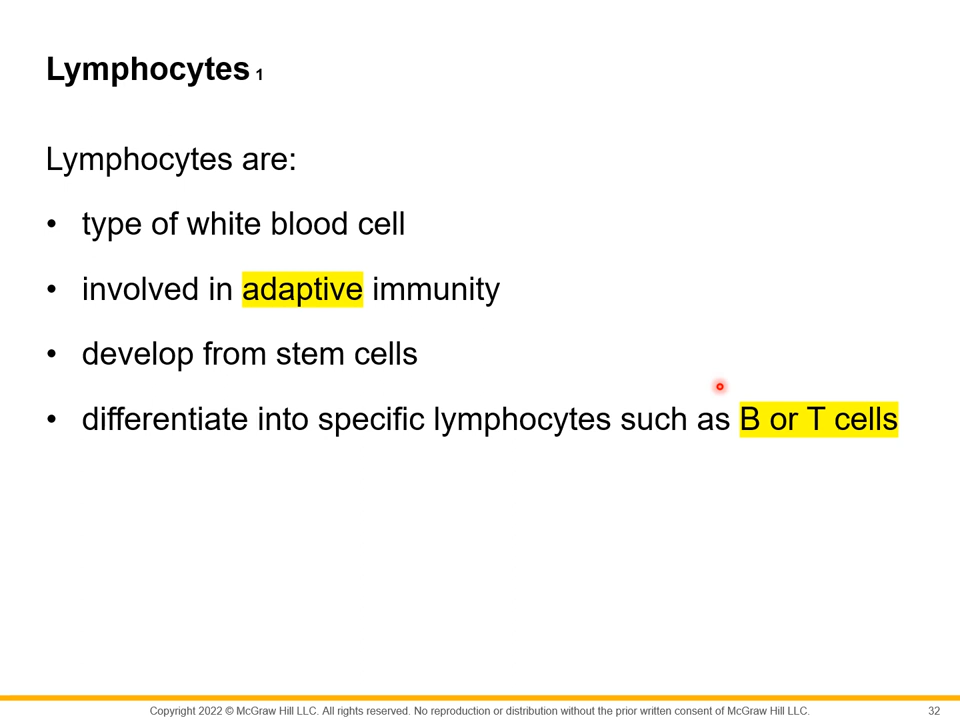 Lymphocytes 1
Lymphocytes are:
• type of white blood cell
• involved in adaptive immunity
• develop from stem cells
• differentiate into specific lymphocytes such as B or T cells
Copyright 2022 © McGraw Hill LLC. All rights reserved. No reproduction or distribution without the prior written consent of McGraw Hill LLC.
32